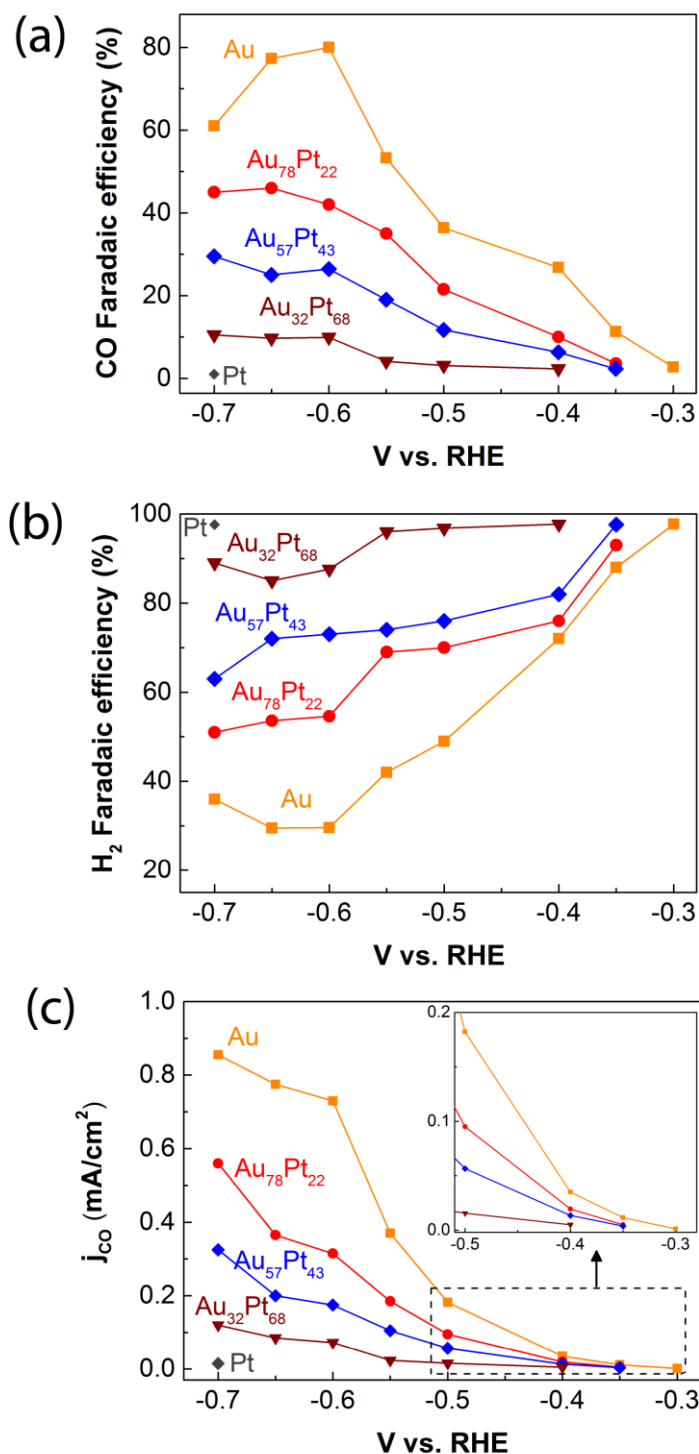 (a)
CO Faradaic efficiency (%)
80
60
40
20
0
Au
Au78Pt22
Au57Pt43
Au32Pt68
Pt
-0.7 -0.6 -0.5 -0.4 -0.3
V vs. RHE
(b)
H2 Faradaic efficiency (%)
100
80
60
40
20
Pt
Au32Pt68
Au57Pt43
Au78Pt22
Au
-0.7 -0.6 -0.5 -0.4 -0.3
V vs. RHE
(c)
jCO (mA/cm²)
1.0
0.8
0.6
0.4
0.2
0.0
Au
Au78Pt22
Au57Pt43
Au32Pt68
Pt
0.2
0.1
0.0
-0.5 -0.4 -0.3
-0.7 -0.6 -0.5 -0.4 -0.3
V vs. RHE